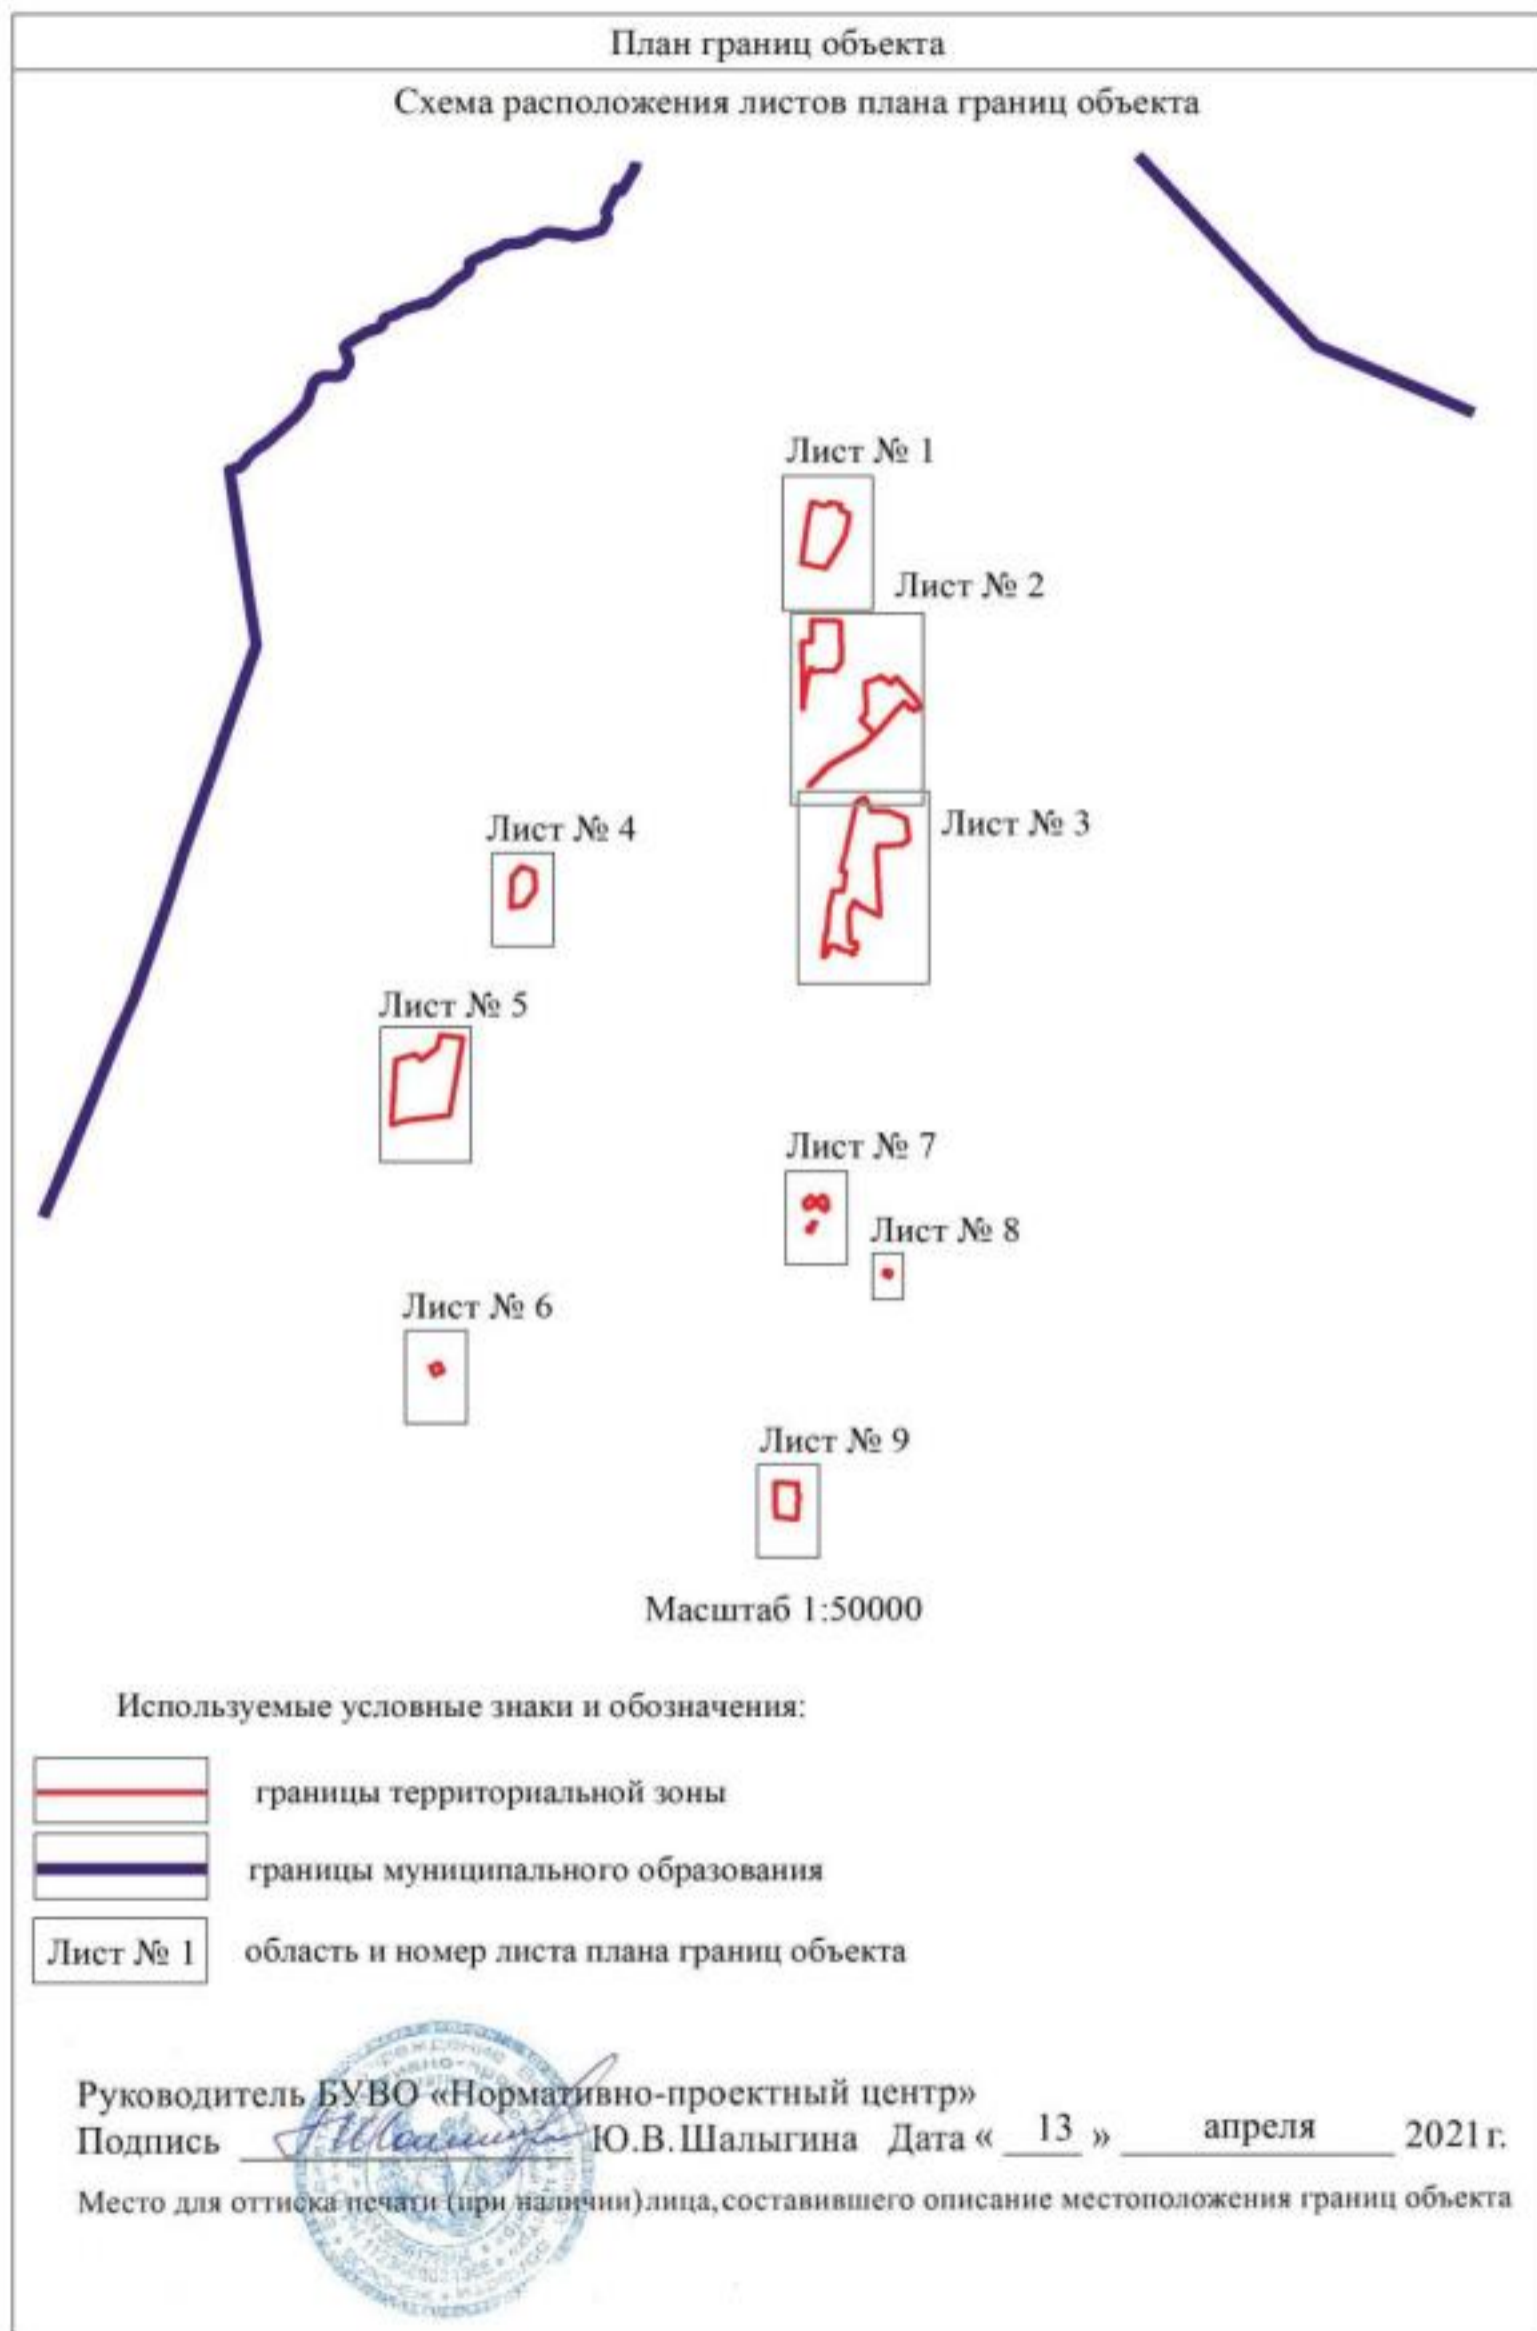 План границ объекта
Схема расположения листов плана границ объекта
Лист № 1
Лист № 2
Лист № 3
Лист № 4
Лист № 5
Лист № 7
Лист № 8
Лист № 6
Лист № 9
Масштаб 1:50000
Используемые условные знаки и обозначения:
границы территориальной зоны
границы муниципального образования
Лист № 1 область и номер листа плана границ объекта
Руководитель БУВО «Нормативно-проектный центр»
Подпись Ю.В.Шалыгина Дата « 13 » апреля 2021г.
Место для оттиска печати (при наличии)лица,составившего описание местоположения границ объекта